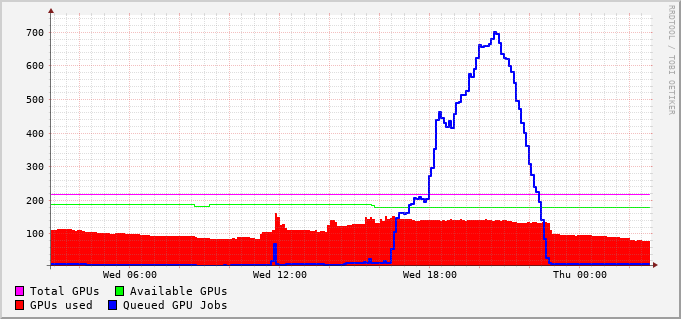 700
600
500
400
300
200
100
Wed 06:00 Wed 12:00 Wed 18:00 Thu 00:00
Total GPUs Available GPUs
GPUs used Queued GPU Jobs
RRDTOOL / TOBI OETIKER